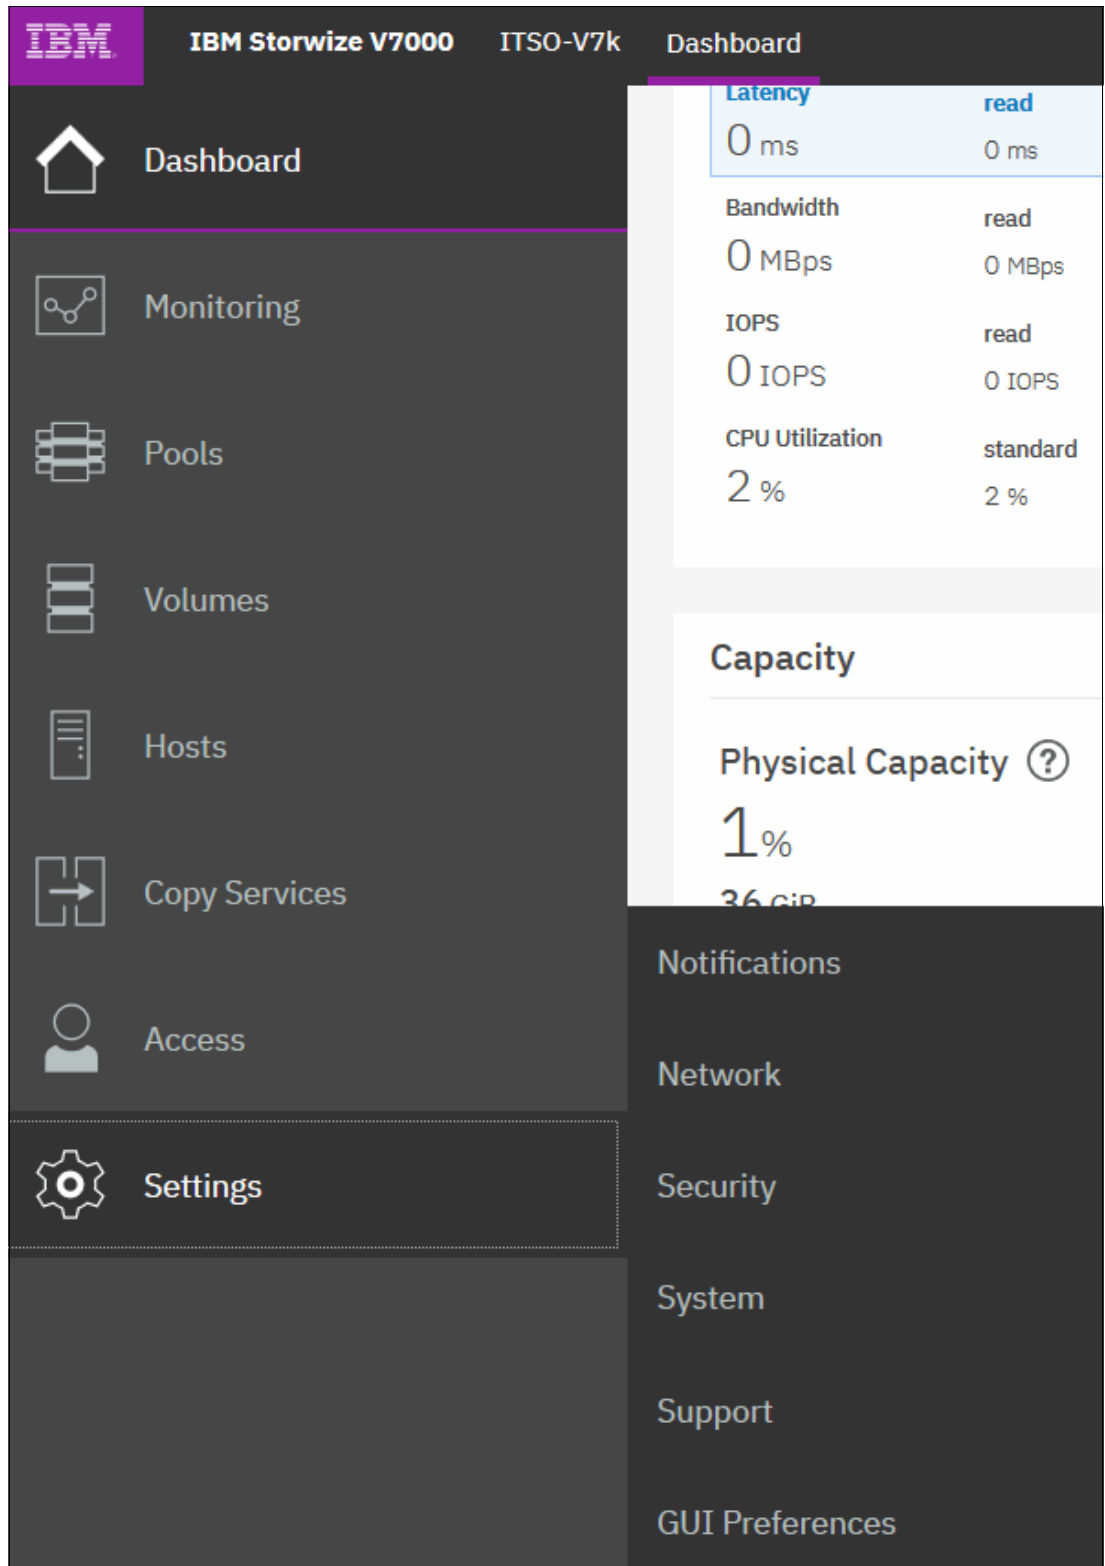 IBM. IBM Storwize V7000 ITSO-V7k Dashboard
Dashboard
Monitoring
Pools
Volumes
Hosts
Copy Services
Access
Settings
Latency read
0 ms 0 ms
Bandwidth read
0 MBps 0 MBps
IOPS read
0 IOPS 0 IOPS
CPU Utilization standard
2 % 2 %
Capacity
Physical Capacity ?
1%
36 GiB
Notifications
Network
Security
System
Support
GUI Preferences